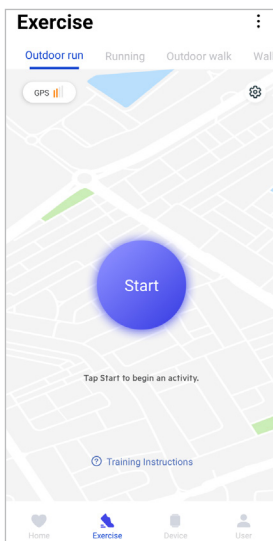 Exercise
Outdoor run
Running
Outdoor walk
Wal
GPS
Start
Tap Start to begin an activity.
Training Instructions
Home
Exercise
Device
User